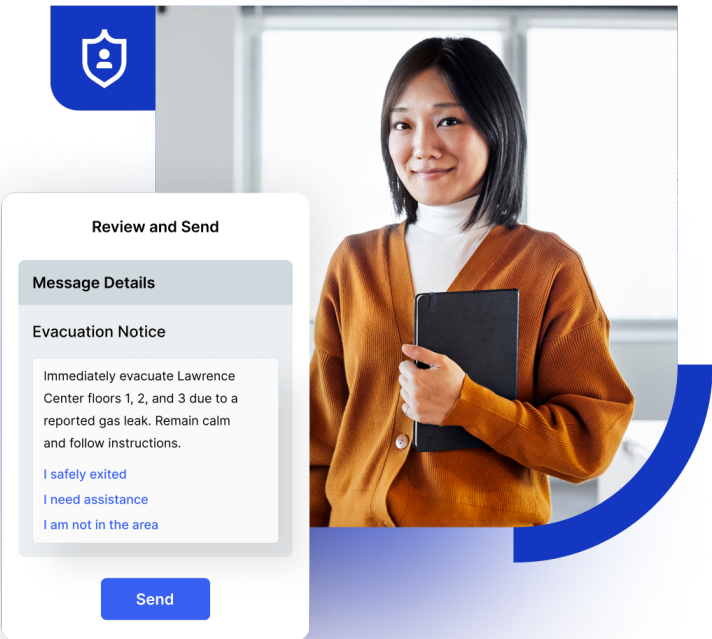 Review and Send
Message Details
Evacuation Notice
Immediately evacuate Lawrence
Center floors 1, 2, and 3 due to a
reported gas leak. Remain calm
and follow instructions.
I safely exited
I need assistance
I am not in the area
Send